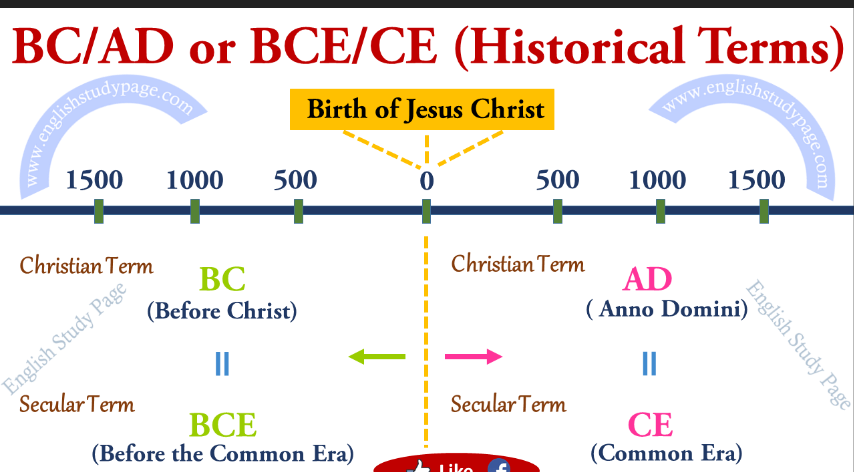 BC/AD or BCE/CE (Historical Terms)
www.englishstudypage.com
Birth of Jesus Christ
www.englishstudypage.com
1500 1000 500 0 500 1000 1500
Christian Term
BC
(Before Christ)
Christian Term
AD
( Anno Domini)
English Study Page
English Study Page
Secular Term
BCE
(Before the Common Era)
Secular Term
CE
(Common Era)
Like
f